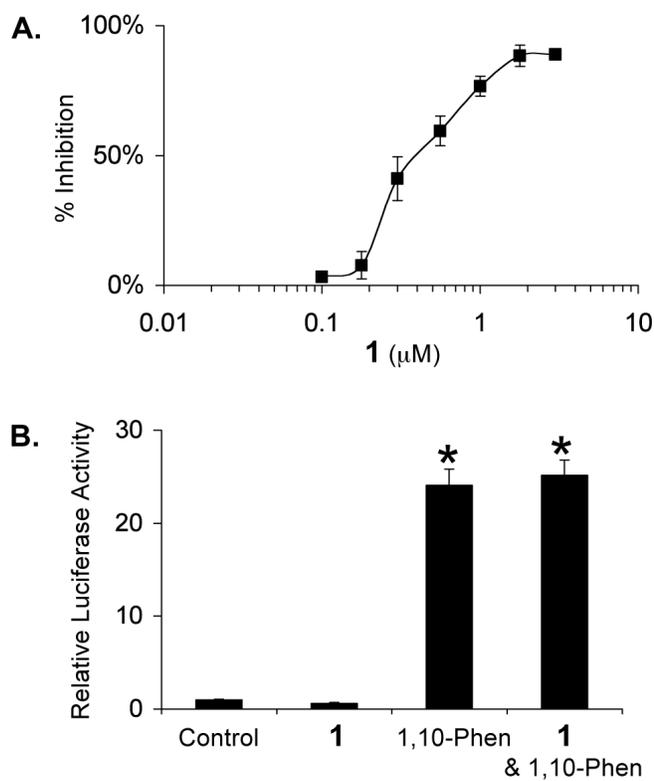 A.
% Inhibition
100%
50%
0%
0.01 0.1 1 10
1 (μM)
B.
Relative Luciferase Activity
30
20
10
0
* *
Control 1 1,10-Phen 1
& 1,10-Phen